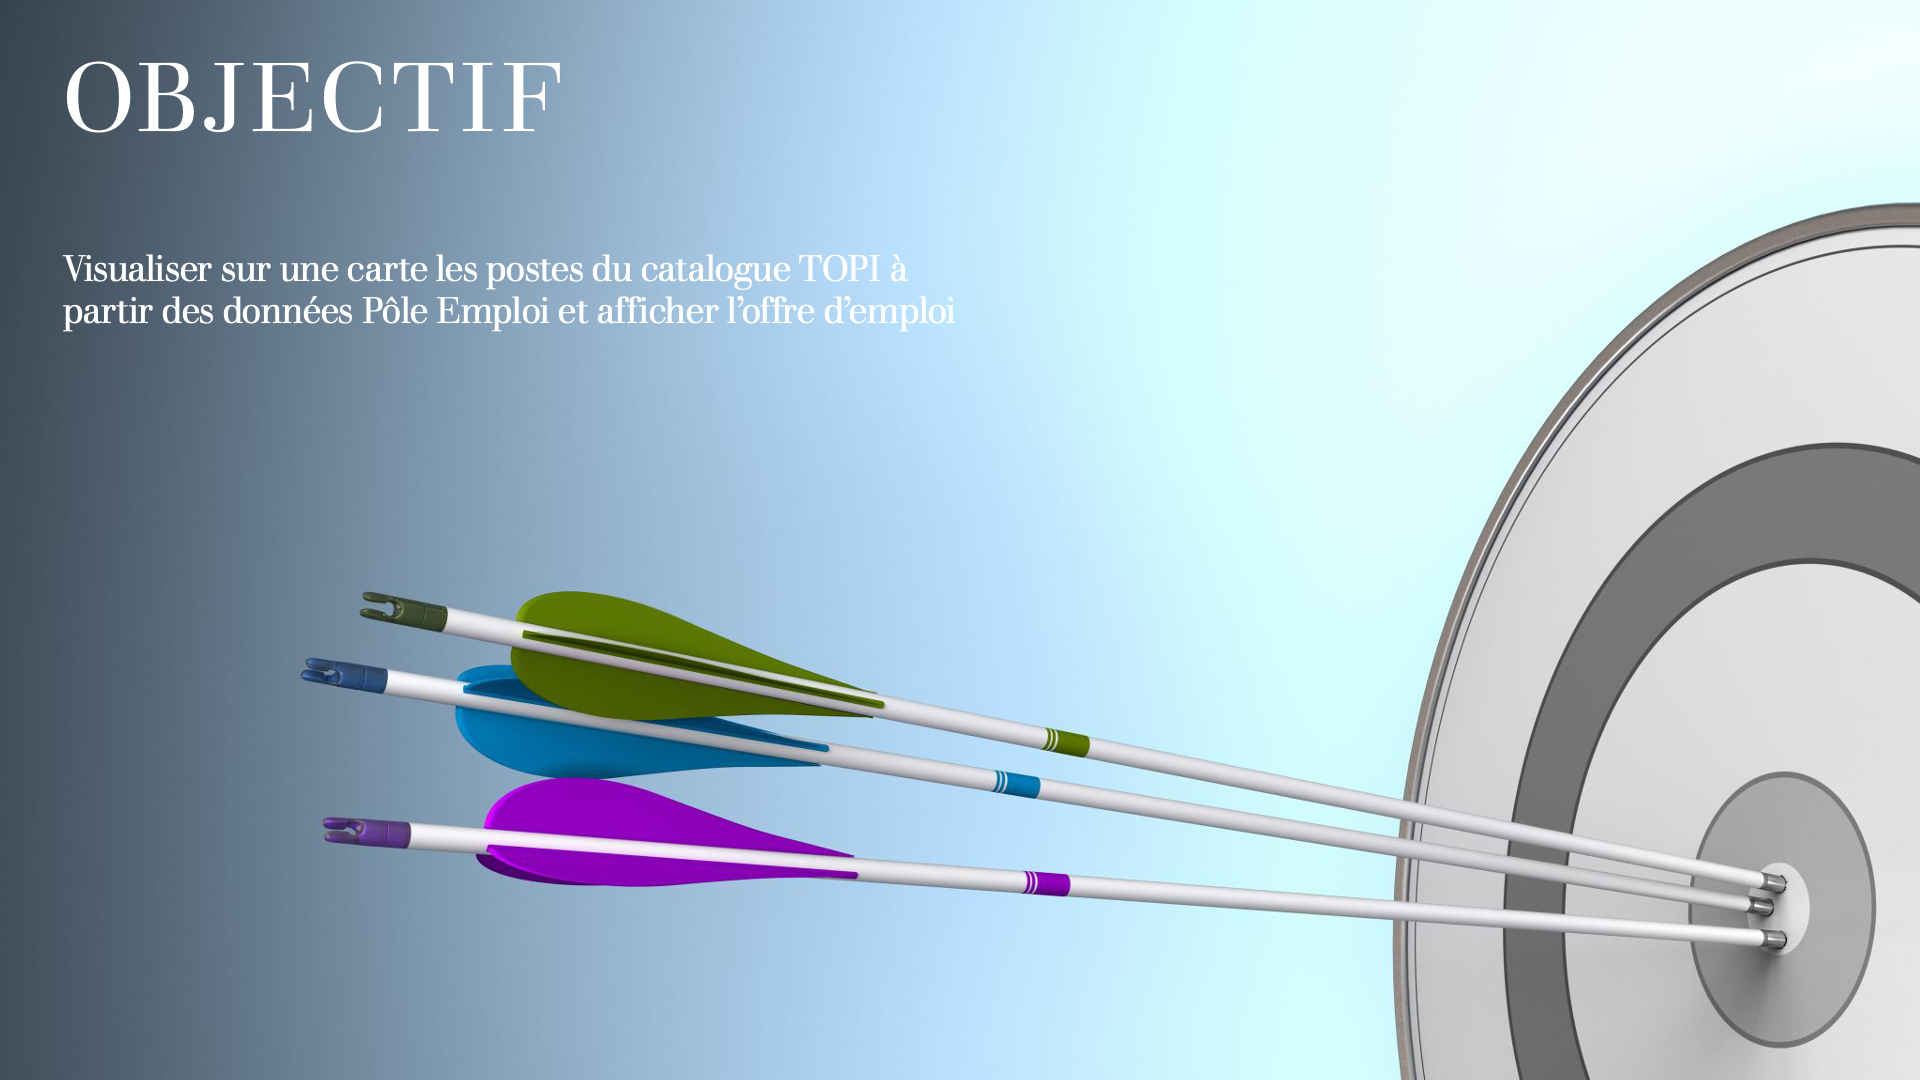 OBJECTIF
Visualiser sur une carte les postes du catalogue TOPI à
partir des données Pôle Emploi et afficher l’offre d’emploi